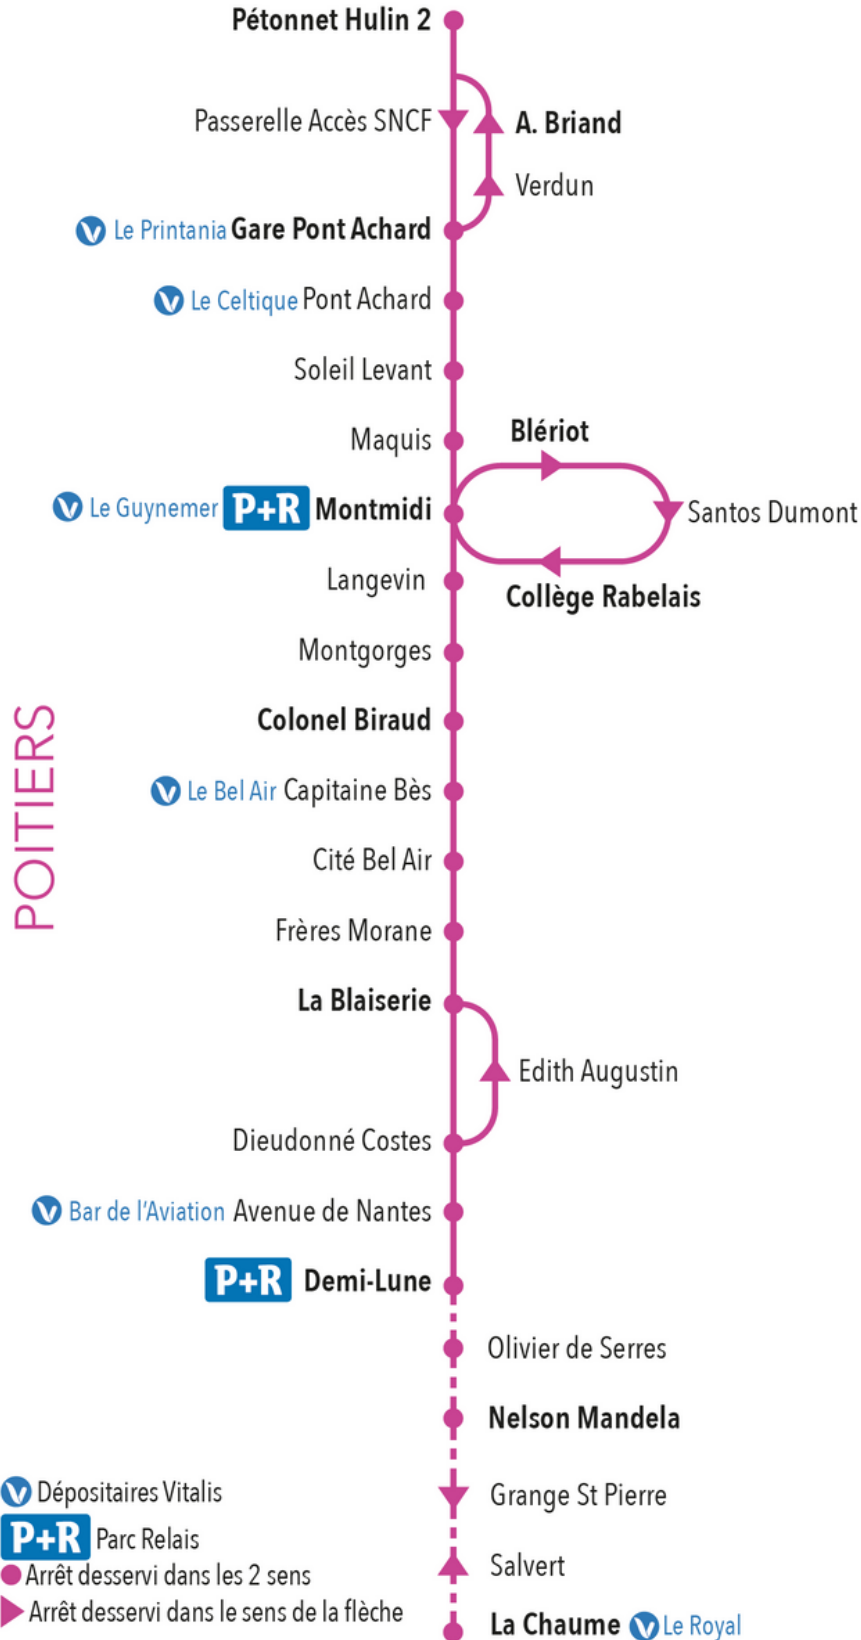 Pétonnet Hulin 2
Passerelle Accès SNCF
A. Briand
Verdun
Le Printania Gare Pont Achard
Le Celtique Pont Achard
Soleil Levant
Maquis
Blériot
Le Guynemer P+R Montmidi
Santos Dumont
Langevin
Collège Rabelais
Montgorges
Colonel Biraud
POITIERS
Le Bel Air Capitaine Bès
Cité Bel Air
Frères Morane
La Blaiserie
Edith Augustin
Dieudonné Costes
Bar de l'Aviation Avenue de Nantes
P+R Demi-Lune
Olivier de Serres
Nelson Mandela
Grange St Pierre
Salvert
La Chaume Le Royal
Dépositaires Vitalis
P+R Parc Relais
Arrêt desservi dans les 2 sens
Arrêt desservi dans le sens de la flèche